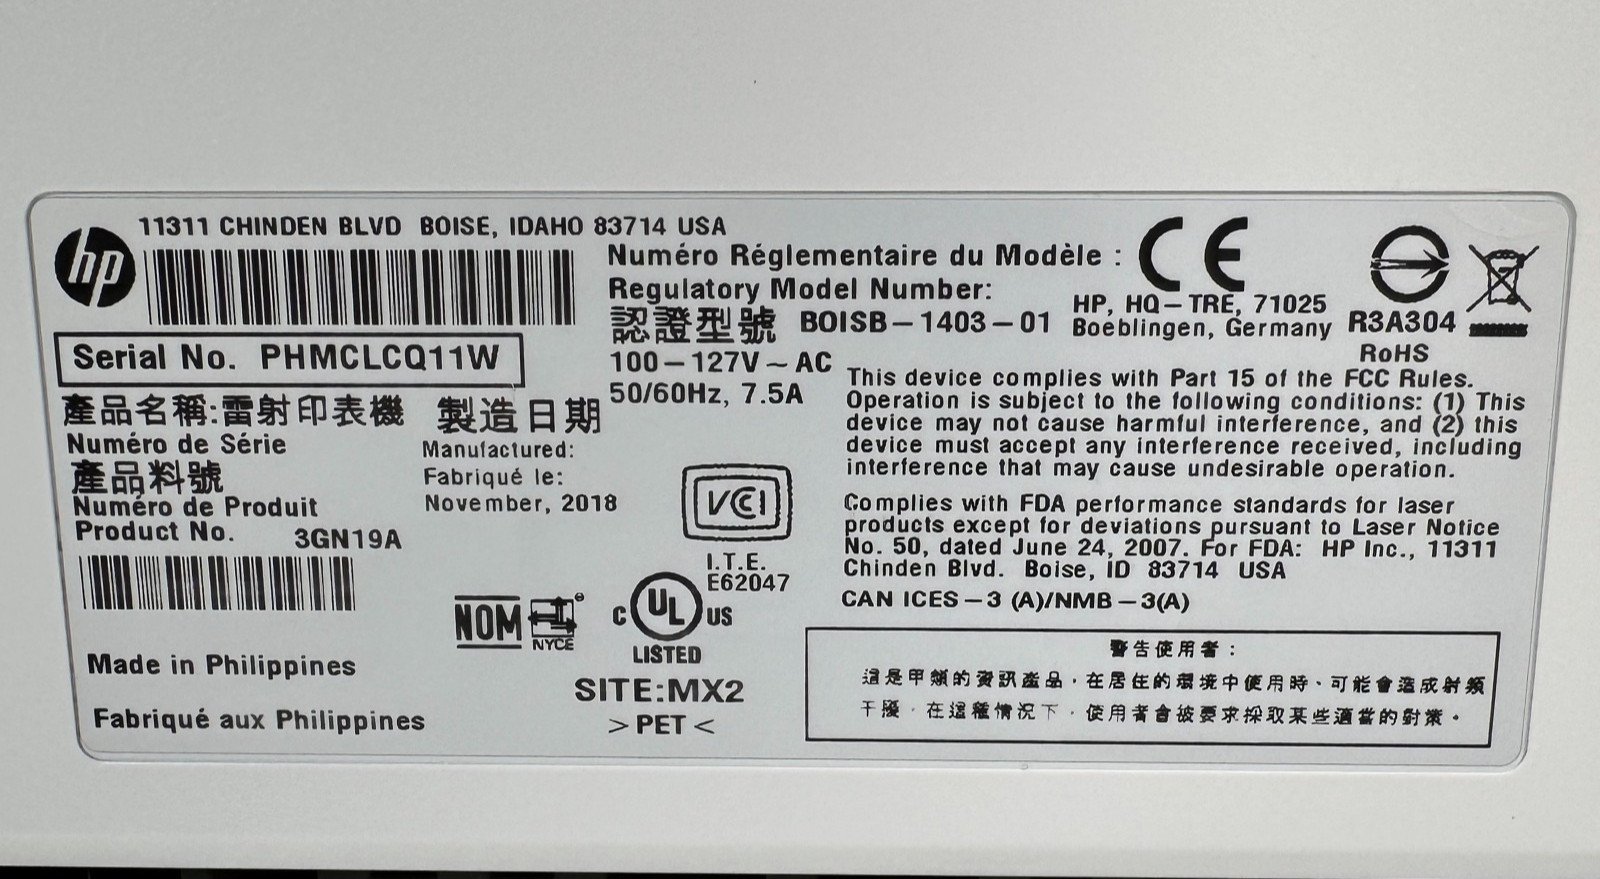 hp
11311 CHINDEN BLVD BOISE, IDAHO 83714 USA
Serial No. PHMCLCQ11W
產品名稱:雷射印表機
Numéro de Série
產品料號
Numéro de Produit
Product No. 3GN19A
製造日期
Manufactured:
Fabriqué le:
November, 2018
Made in Philippines
Fabriqué aux Philippines
Numéro Réglementaire du Modèle :
Regulatory Model Number:
認證型號 BOISB-1403-01
100-127V~AC
50/60Hz, 7.5A
CE
HP, HQ-TRE, 71025
Boeblingen, Germany
R3A304
RoHS
VCI
I.T.E.
E62047
NOM
NYCE
C UL US
LISTED
SITE:MX2
>PET<
This device complies with Part 15 of the FCC Rules.
Operation is subject to the following conditions: (1) This
device may not cause harmful interference, and (2) this
device must accept any interference received, including
interference that may cause undesirable operation.
Complies with FDA performance standards for laser
products except for deviations pursuant to Laser Notice
No. 50, dated June 24, 2007. For FDA: HP Inc., 11311
Chinden Blvd. Boise, ID 83714 USA
CAN ICES-3 (A)/NMB-3(A)
警告使用者：
這是甲類的資訊產品，在居住的環境中使用時、可能會造成射頻
干擾，在這種情況下，使用者會被要求採取某些適當的對策。